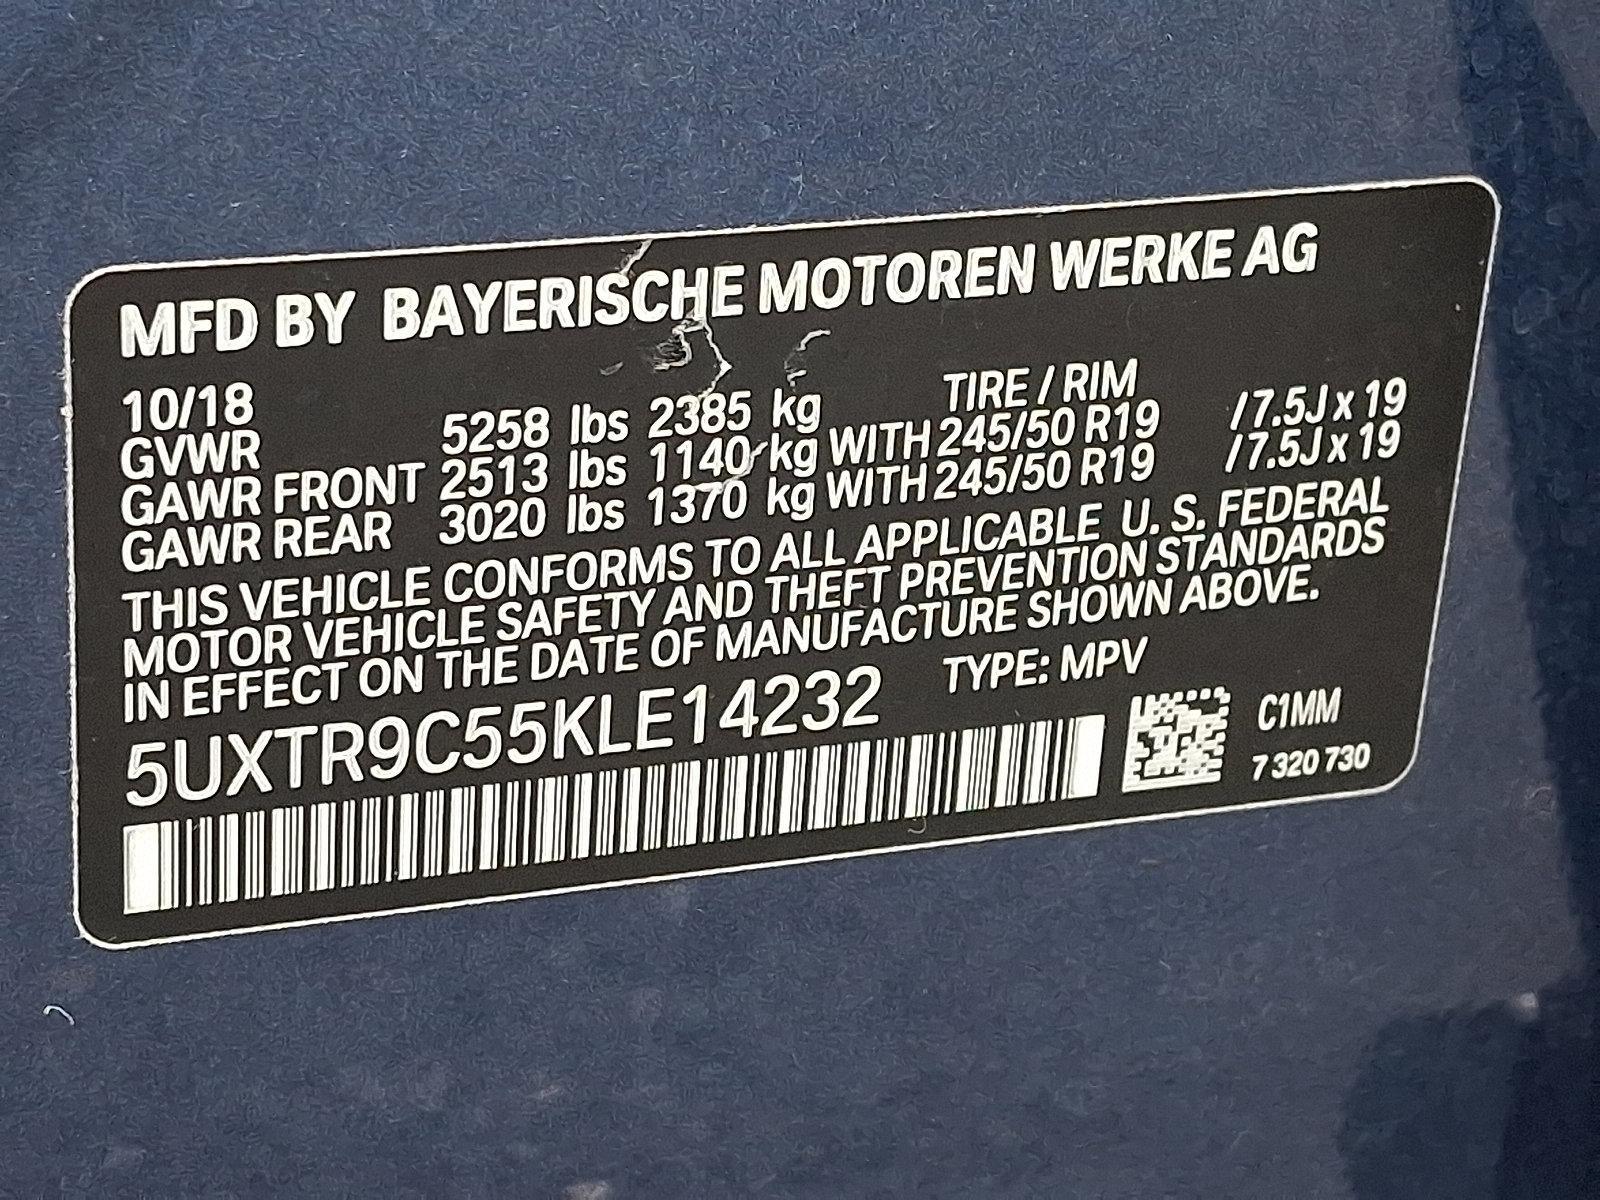 MFD BY BAYERISCHE MOTOREN WERKE AG
10/18 TIRE / RIM
GVWR 5258 lbs 2385 kg
GAWR FRONT 2513 lbs 1140 kg WITH 245/50 R19 /7.5J x 19
GAWR REAR 3020 lbs 1370 kg WITH 245/50 R19 /7.5J x 19
THIS VEHICLE CONFORMS TO ALL APPLICABLE U. S. FEDERAL
MOTOR VEHICLE SAFETY AND THEFT PREVENTION STANDARDS
IN EFFECT ON THE DATE OF MANUFACTURE SHOWN ABOVE.
5UXTR9C55KLE14232 TYPE: MPV
C1MM
7 320 730